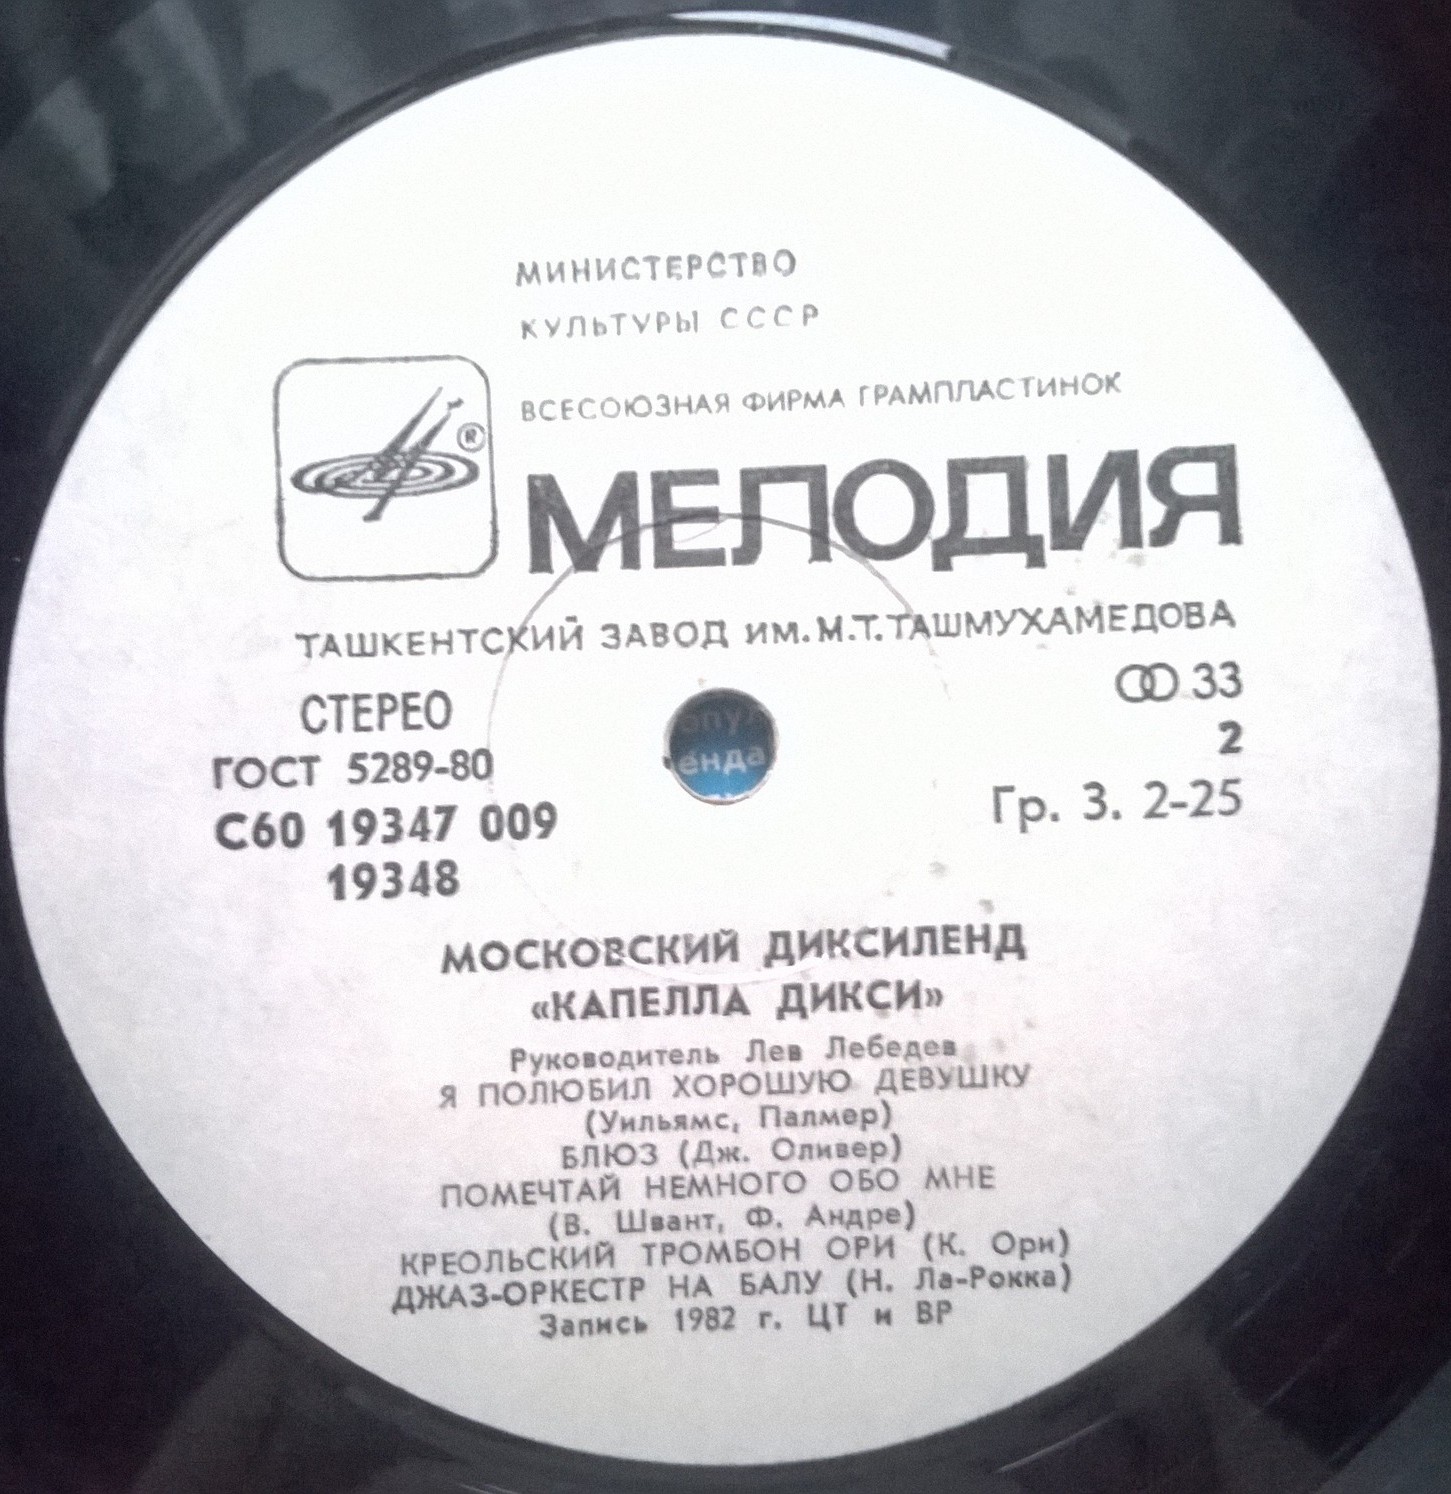 МИНИСТЕРСТВО
КУЛЬТУРЫ СССР
ВСЕСОЮЗНАЯ ФИРМА ГРАМПЛАСТИНОК
®
МЕЛОДИЯ
ТАШКЕНТСКИЙ ЗАВОД ИМ. М.Т. ТАШМУХАМЕДОВА
СТЕРЕО
33
ГОСТ 5289-80
2
С60 19347 009
Гр. 3. 2-25
19348
МОСКОВСКИЙ ДИКСИЛЕНД
«КАПЕЛЛА ДИКСИ»
Руководитель Лев Лебедев
Я ПОЛЮБИЛ ХОРОШУЮ ДЕВУШКУ
(Уильямс, Палмер)
БЛЮЗ (Дж. Оливер)
ПОМЕЧТАЙ НЕМНОГО ОБО МНЕ
(В. Швант, Ф. Андре)
КРЕОЛЬСКИЙ ТРОМБОН ОРИ (К. Ори)
ДЖАЗ-ОРКЕСТР НА БАЛУ (Н. Ла-Рокка)
Запись 1982 г. ЦТ и ВР